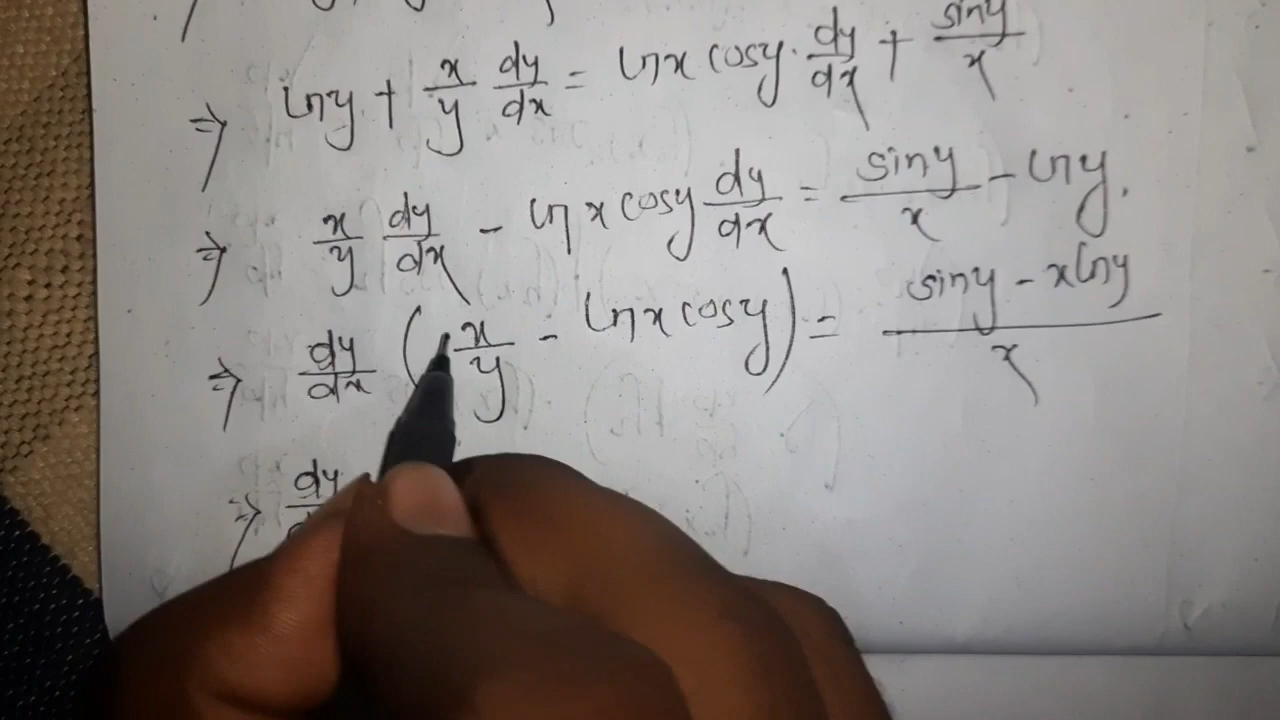 ⇒ lny + x/y dy/dx = lnx cosy · dy/dx + siny/x
⇒ x/y dy/dx - lnx cosy dy/dx = siny/x - lny.
⇒ dy/dx (x/y - lnx cosy) = siny - xlny / x
⇒ dy